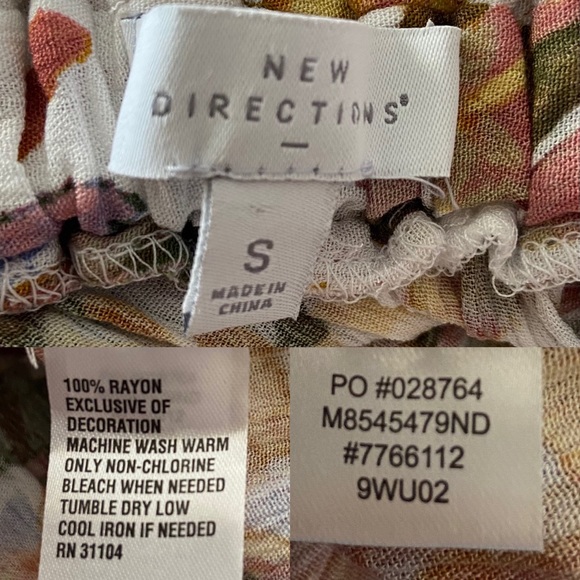 NEW
DIRECTIONS®
S
MADE IN
CHINA
100% RAYON
EXCLUSIVE OF
DECORATION
MACHINE WASH WARM
ONLY NON-CHLORINE
BLEACH WHEN NEEDED
TUMBLE DRY LOW
COOL IRON IF NEEDED
RN 31104
PO #028764
M8545479ND
#7766112
9WU02